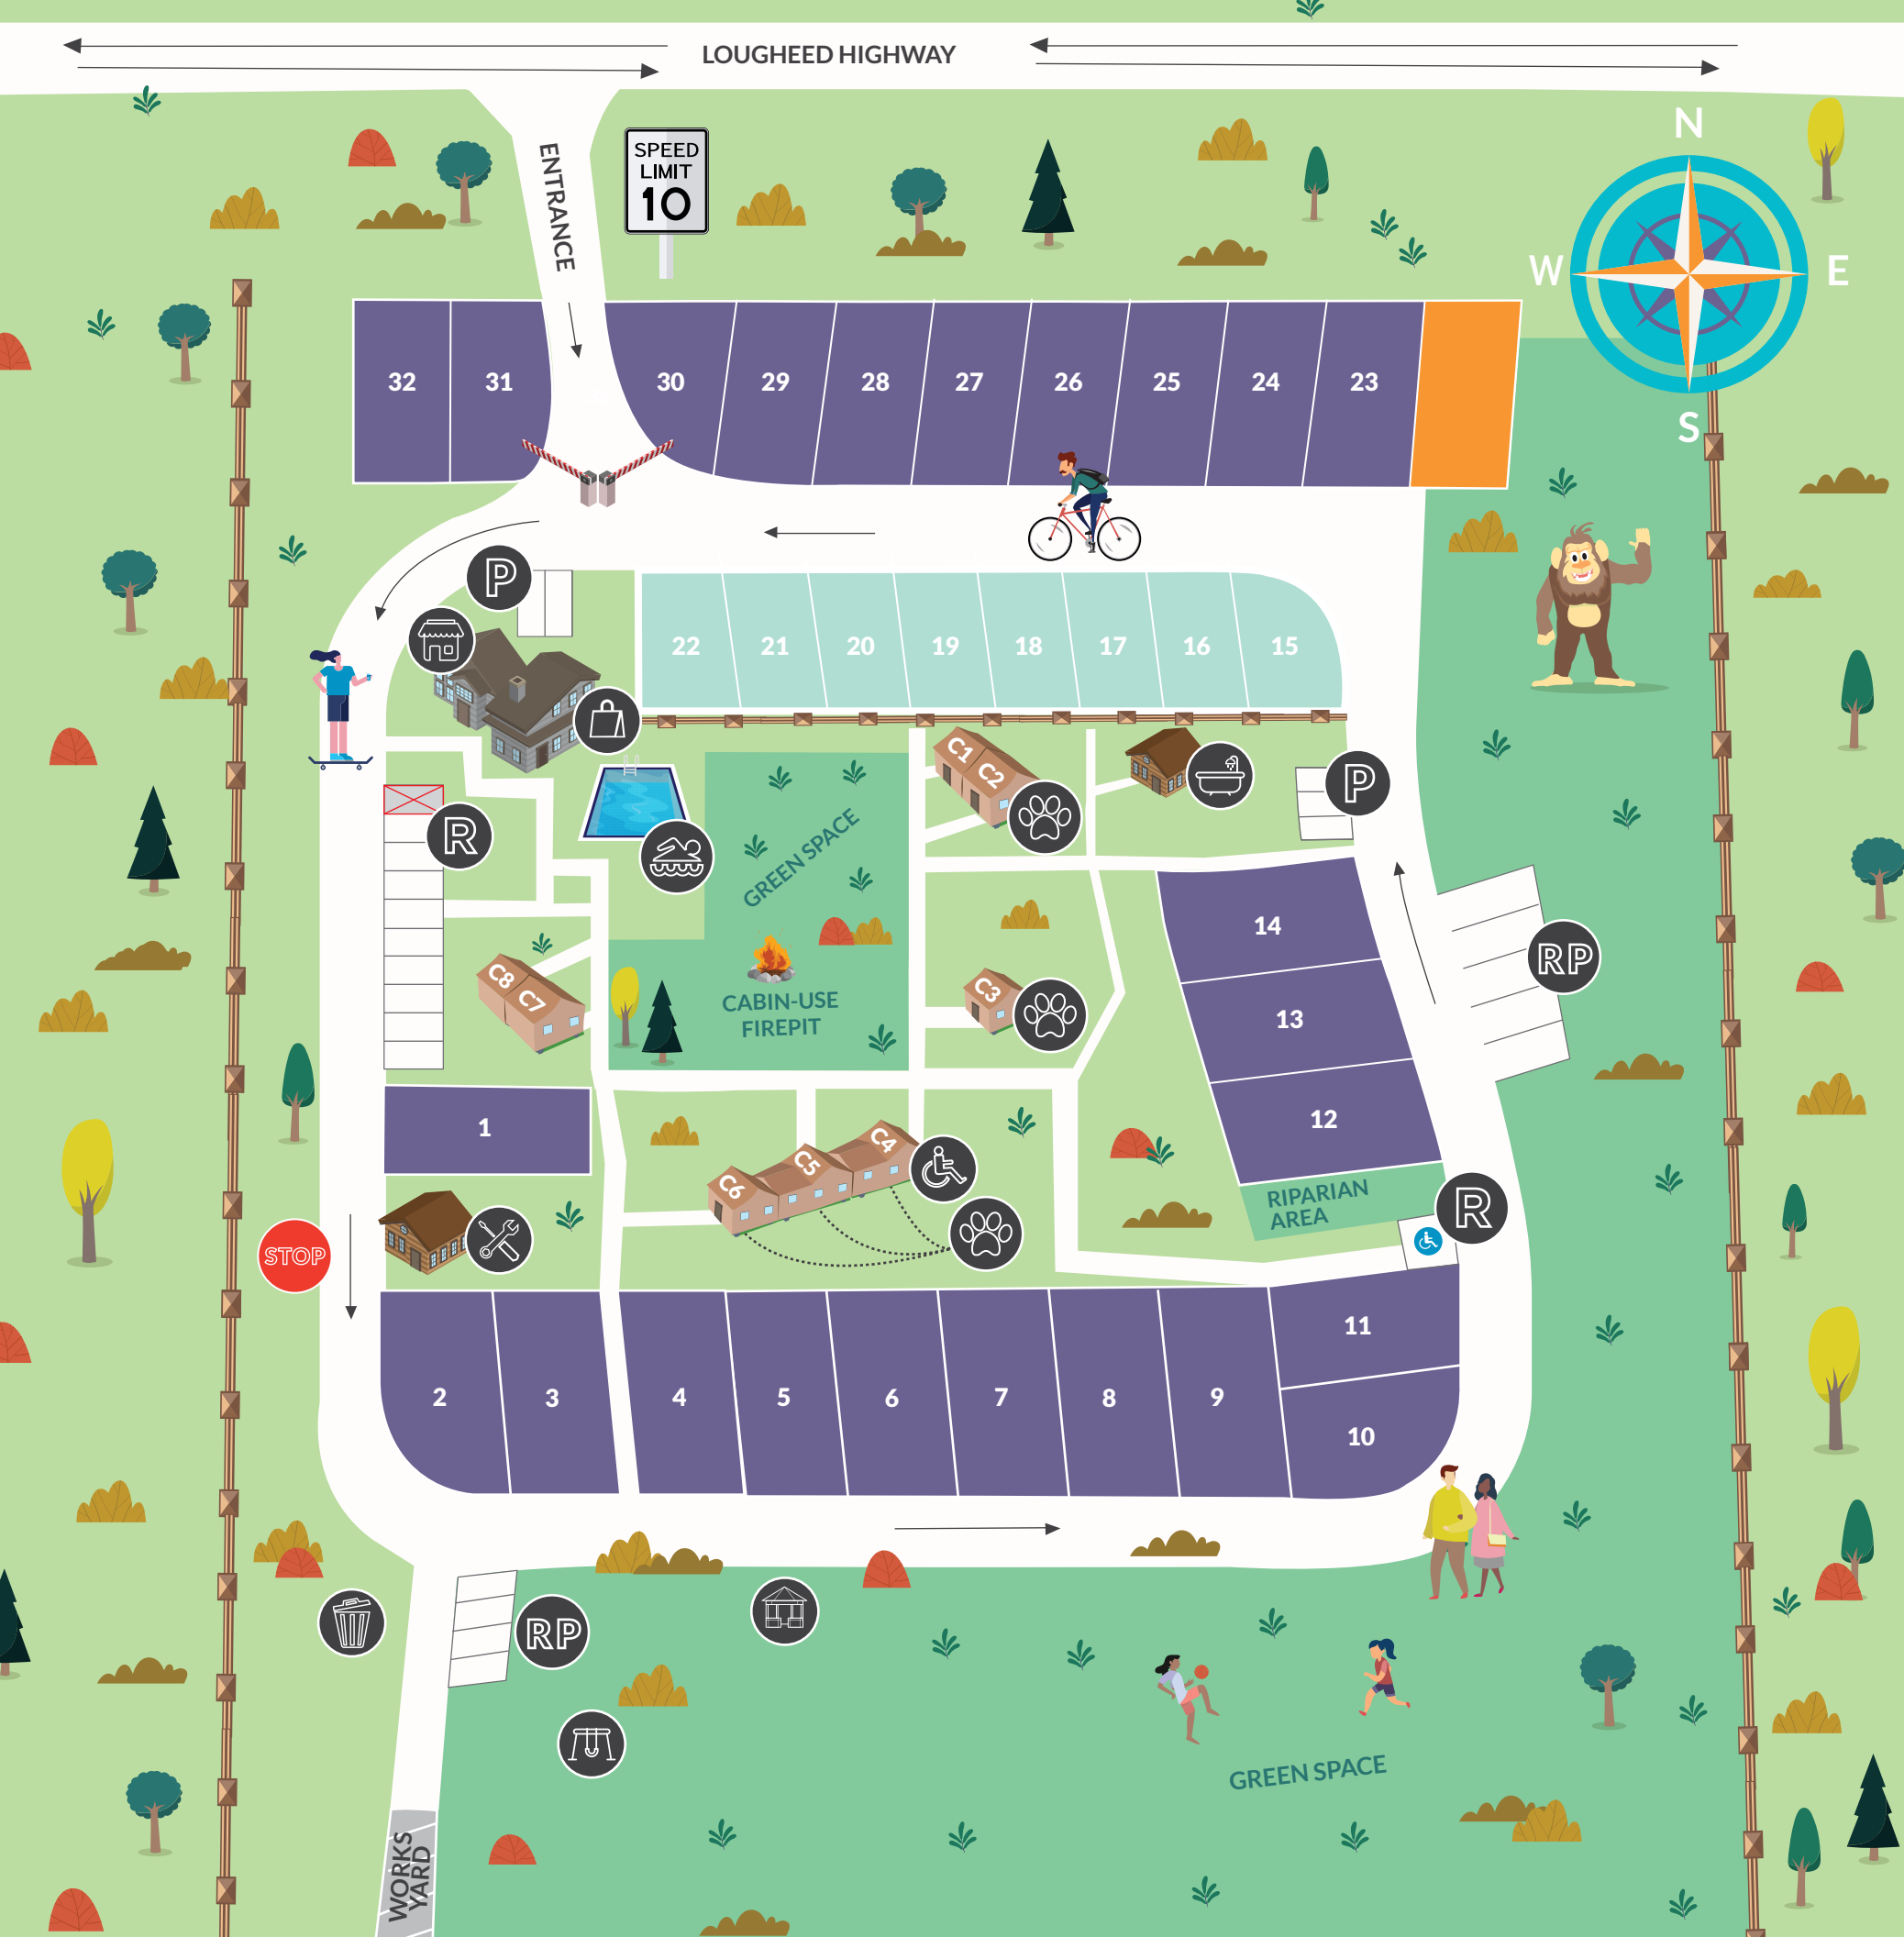 LOUGHEED HIGHWAY
ENTRANCE
SPEED
LIMIT
10
N
W
E
S
32
31
30
29
28
27
26
25
24
23
P
22
21
20
19
18
17
16
15
C1
C2
P
R
GREEN SPACE
14
RP
C8
C7
C3
CABIN-USE
FIREPIT
13
12
1
C4
C5
C6
RIPARIAN
AREA
R
STOP
11
2
3
4
5
6
7
8
9
10
RP
GREEN SPACE
WORKS
YARD